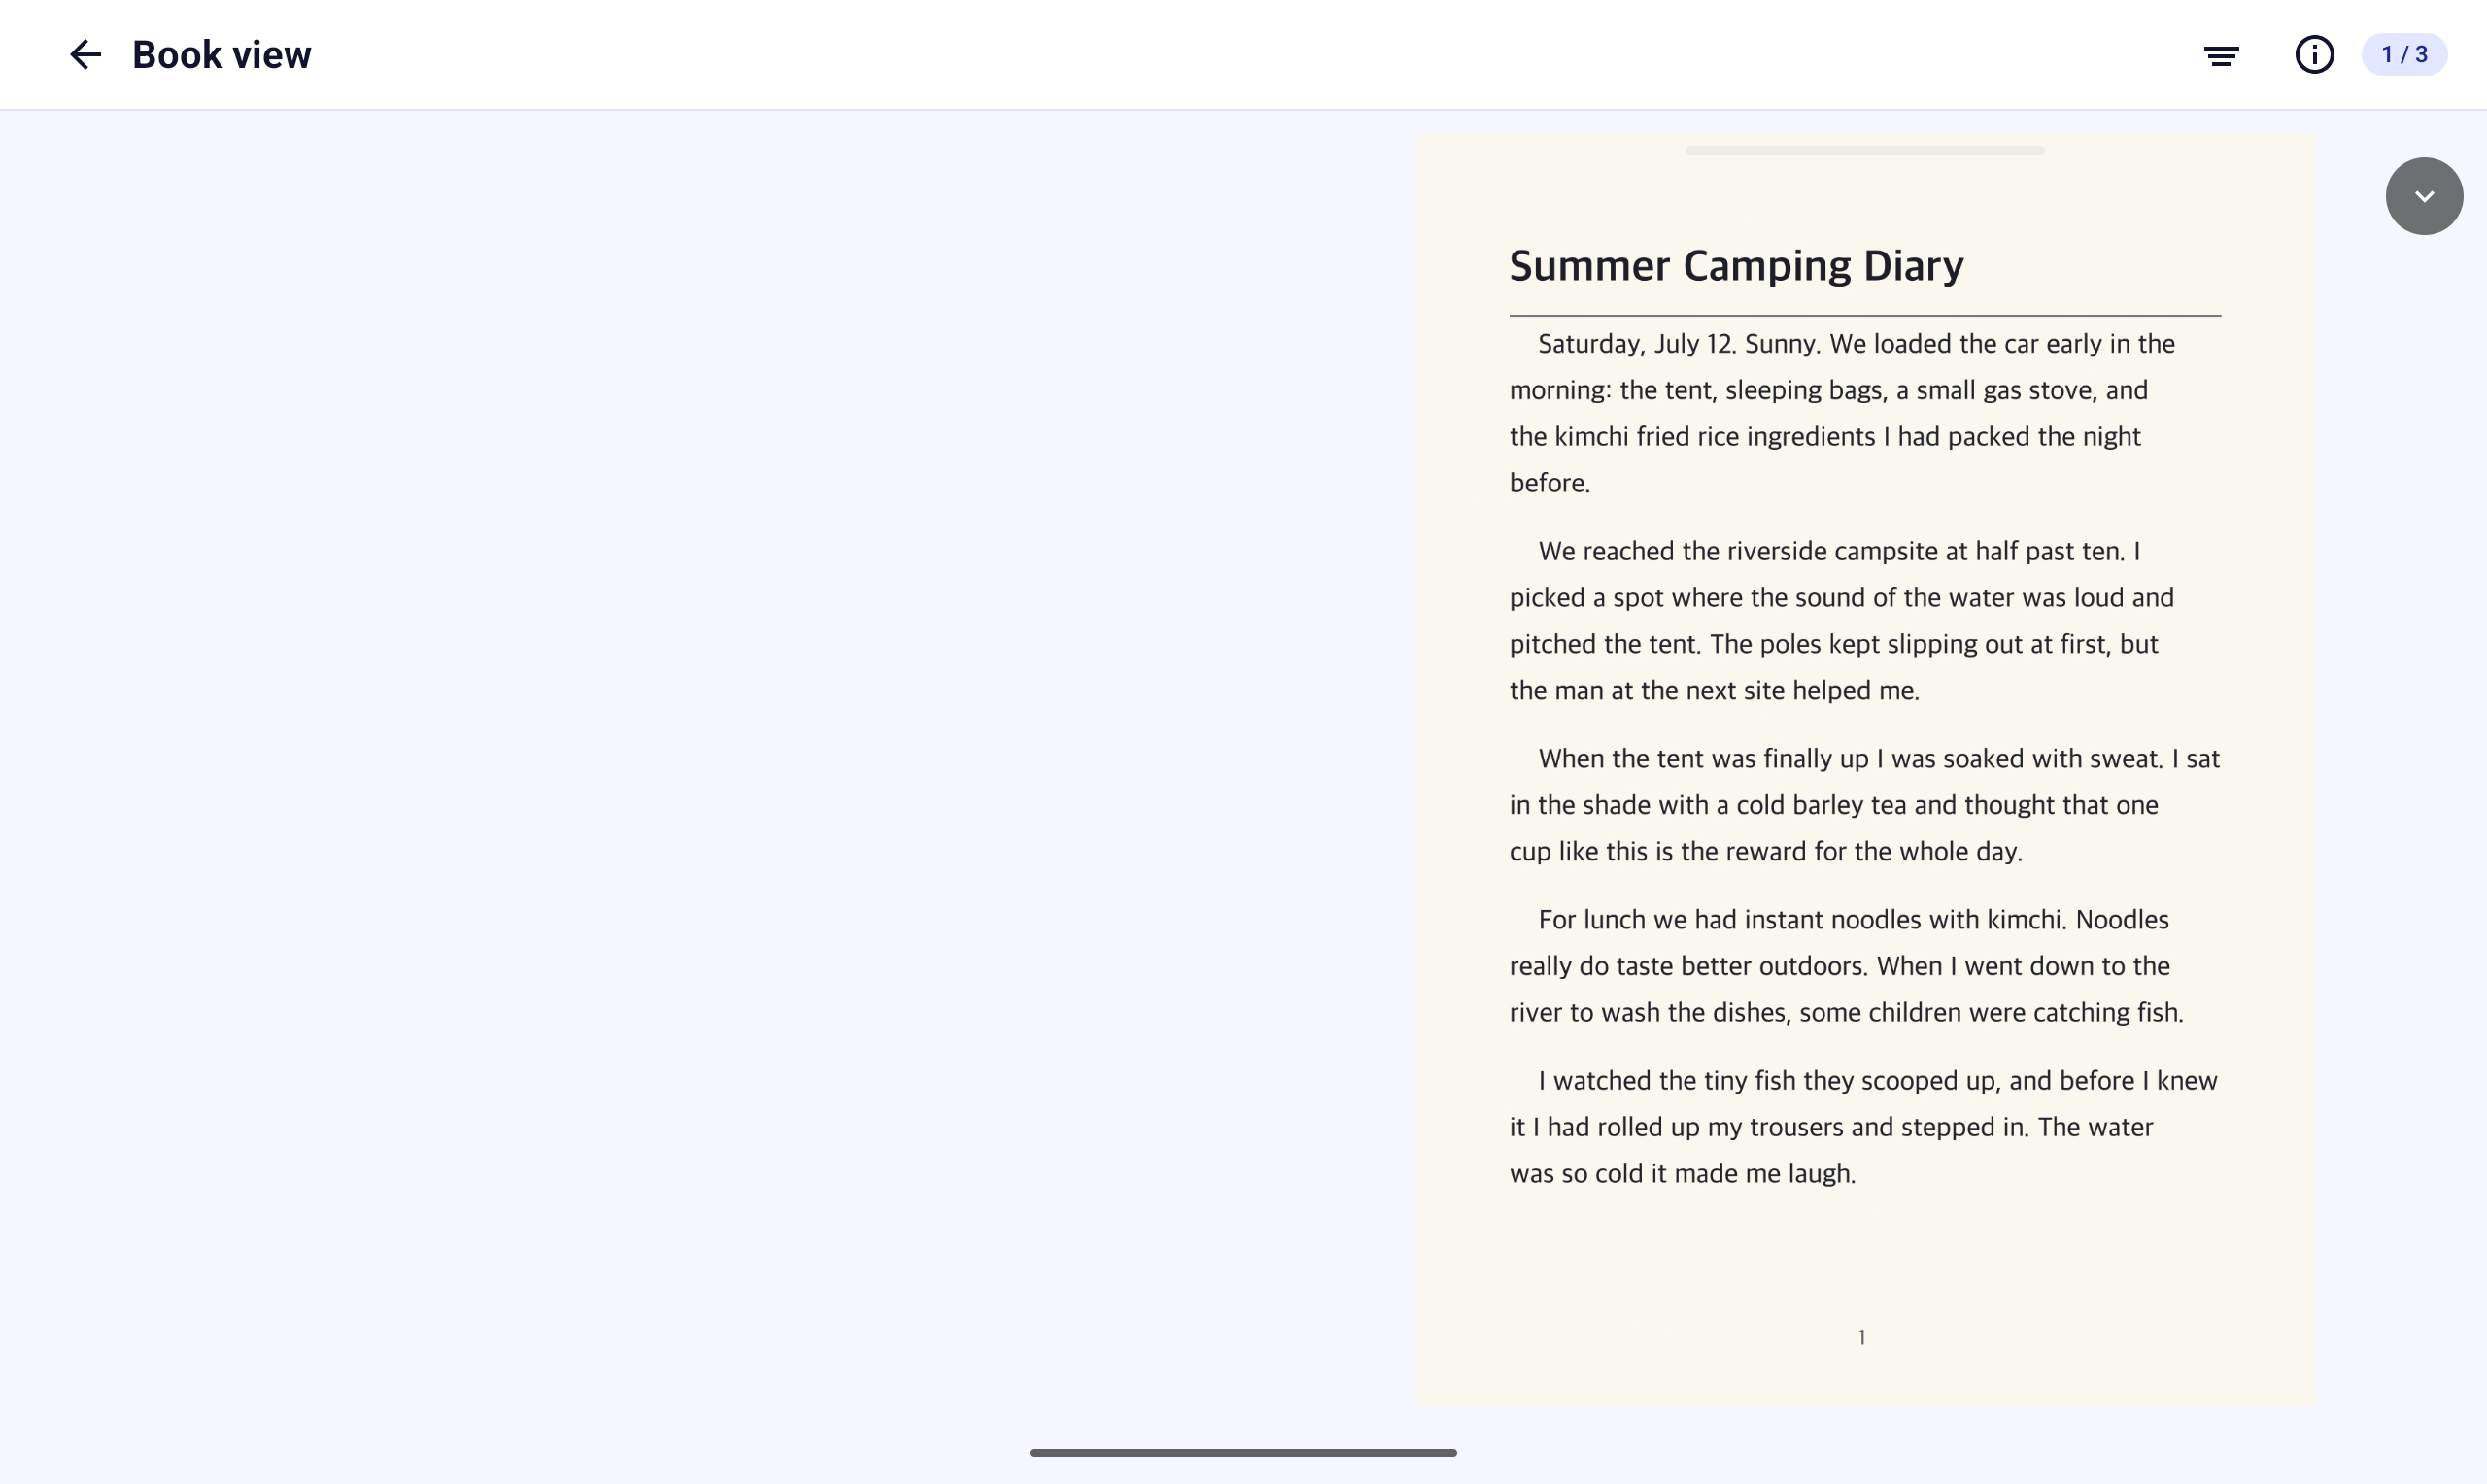 Book view
1 / 3
Summer Camping Diary
Saturday, July 12. Sunny. We loaded the car early in the
morning: the tent, sleeping bags, a small gas stove, and
the kimchi fried rice ingredients I had packed the night
before.
We reached the riverside campsite at half past ten. I
picked a spot where the sound of the water was loud and
pitched the tent. The poles kept slipping out at first, but
the man at the next site helped me.
When the tent was finally up I was soaked with sweat. I sat
in the shade with a cold barley tea and thought that one
cup like this is the reward for the whole day.
For lunch we had instant noodles with kimchi. Noodles
really do taste better outdoors. When I went down to the
river to wash the dishes, some children were catching fish.
I watched the tiny fish they scooped up, and before I knew
it I had rolled up my trousers and stepped in. The water
was so cold it made me laugh.
1